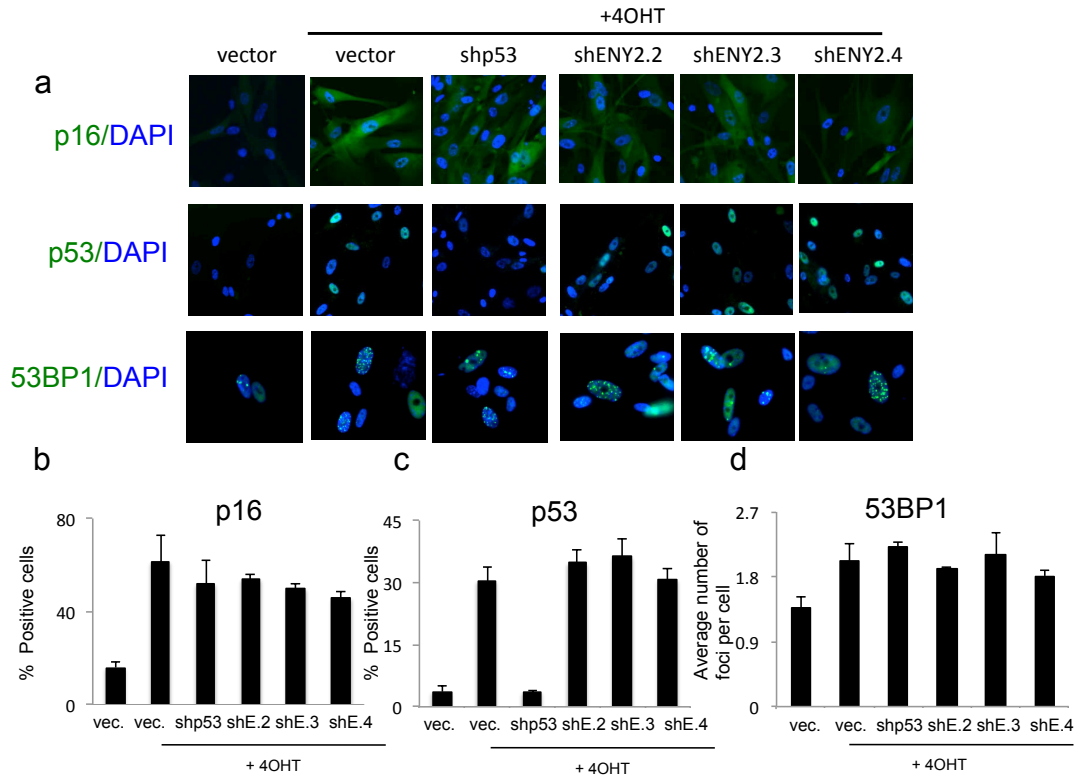 +4OHT
vector vector shp53 shENY2.2 shENY2.3 shENY2.4
a
p16/DAPI
p53/DAPI
53BP1/DAPI
b c d
p16
% Positive cells
80
40
0
vec. vec. shp53 shE.2 shE.3 shE.4
+ 4OHT
p53
% Positive cells
45
30
15
0
vec. vec. shp53 shE.2 shE.3 shE.4
+ 4OHT
53BP1
Average number of
foci per cell
2.7
1.8
0.9
0
vec. vec. shp53 shE.2 shE.3 shE.4
+ 4OHT